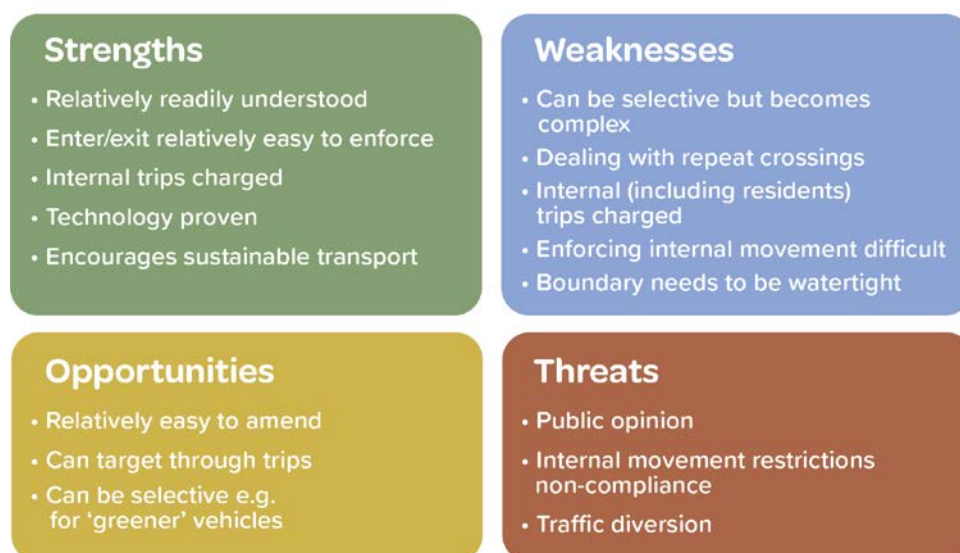 Strengths
• Relatively readily understood
• Enter/exit relatively easy to enforce
• Internal trips charged
• Technology proven
• Encourages sustainable transport
Weaknesses
• Can be selective but becomes
complex
• Dealing with repeat crossings
• Internal (including residents)
trips charged
• Enforcing internal movement difficult
• Boundary needs to be watertight
Opportunities
• Relatively easy to amend
• Can target through trips
• Can be selective e.g.
for ‘greener’ vehicles
Threats
• Public opinion
• Internal movement restrictions
non-compliance
• Traffic diversion